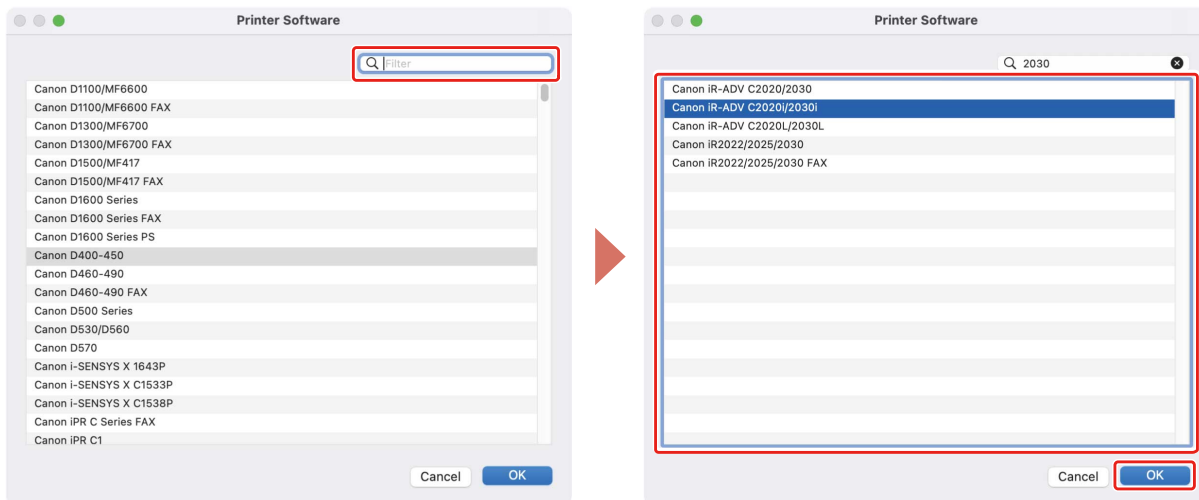 Printer Software
Filter
Canon D1100/MF6600
Canon D1100/MF6600 FAX
Canon D1300/MF6700
Canon D1300/MF6700 FAX
Canon D1500/MF417
Canon D1500/MF417 FAX
Canon D1600 Series
Canon D1600 Series FAX
Canon D1600 Series PS
Canon D400-450
Canon D460-490
Canon D460-490 FAX
Canon D500 Series
Canon D530/D560
Canon D570
Canon i-SENSYS X 1643P
Canon i-SENSYS X C1533P
Canon i-SENSYS X C1538P
Canon iPR C Series FAX
Canon iPR C1
Cancel OK
Printer Software
2030
Canon iR-ADV C2020/2030
Canon iR-ADV C2020i/2030i
Canon iR-ADV C2020L/2030L
Canon iR2022/2025/2030
Canon iR2022/2025/2030 FAX
Cancel OK